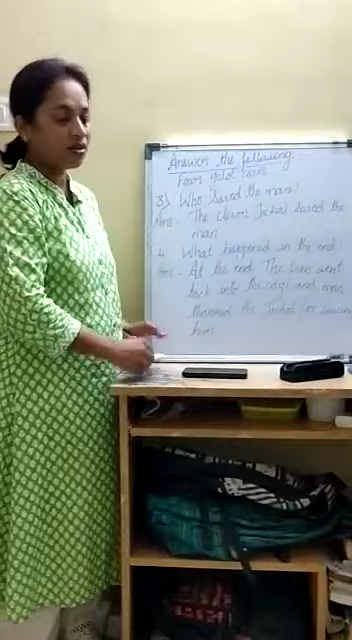 Answer the following
3) Who saved the man?
Ans - The clever Jackal saved the
man
4 What happened in the end?
Ans - At the end The Lion went
back into the cage and man
thanked the Jackal for saving
him